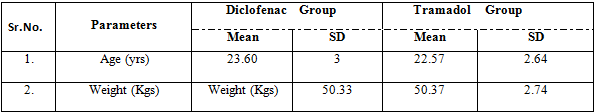 Sr.No. Parameters Diclofenac Group Tramadol Group
Mean SD Mean SD
1. Age (yrs) 23.60 3 22.57 2.64
2. Weight (Kgs) Weight (Kgs) 50.33 50.37 2.74